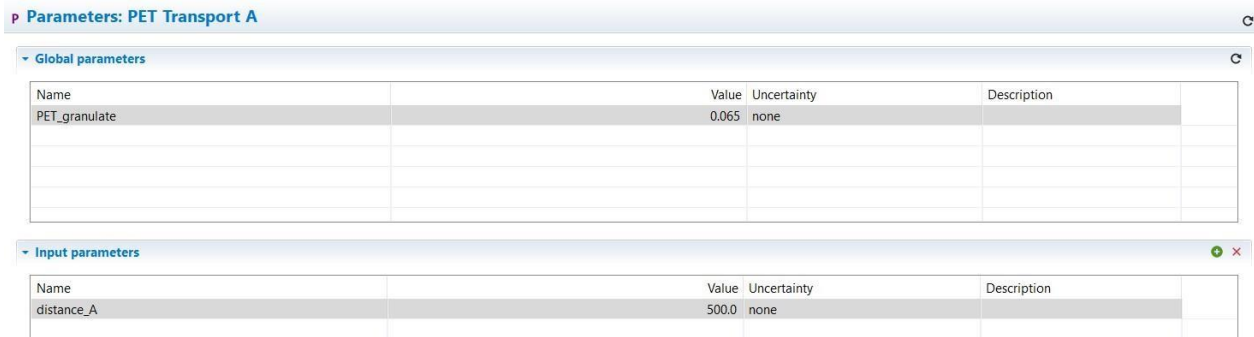 P Parameters: PET Transport A
Global parameters
Name Value Uncertainty Description
PET_granulate 0.065 none
Input parameters
Name Value Uncertainty Description
distance_A 500.0 none